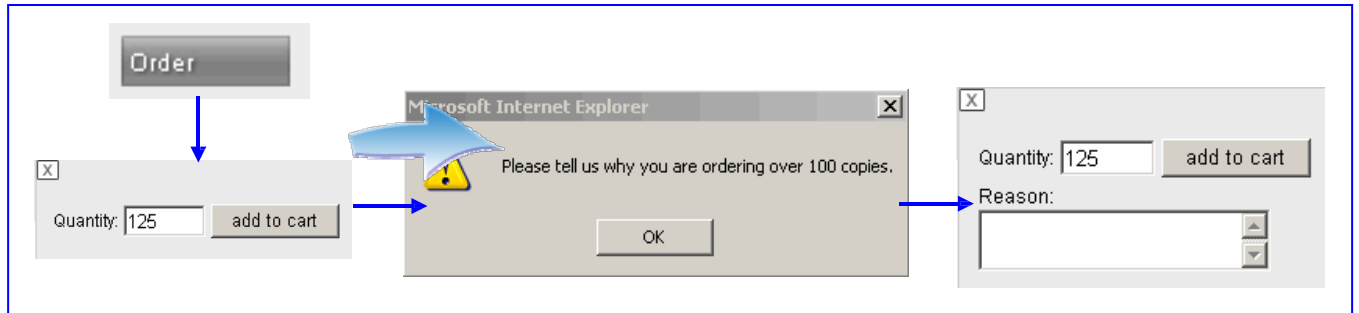 Order
X
Quantity: 125 add to cart
Microsoft Internet Explorer X
Please tell us why you are ordering over 100 copies.
OK
X
Quantity: 125 add to cart
Reason: